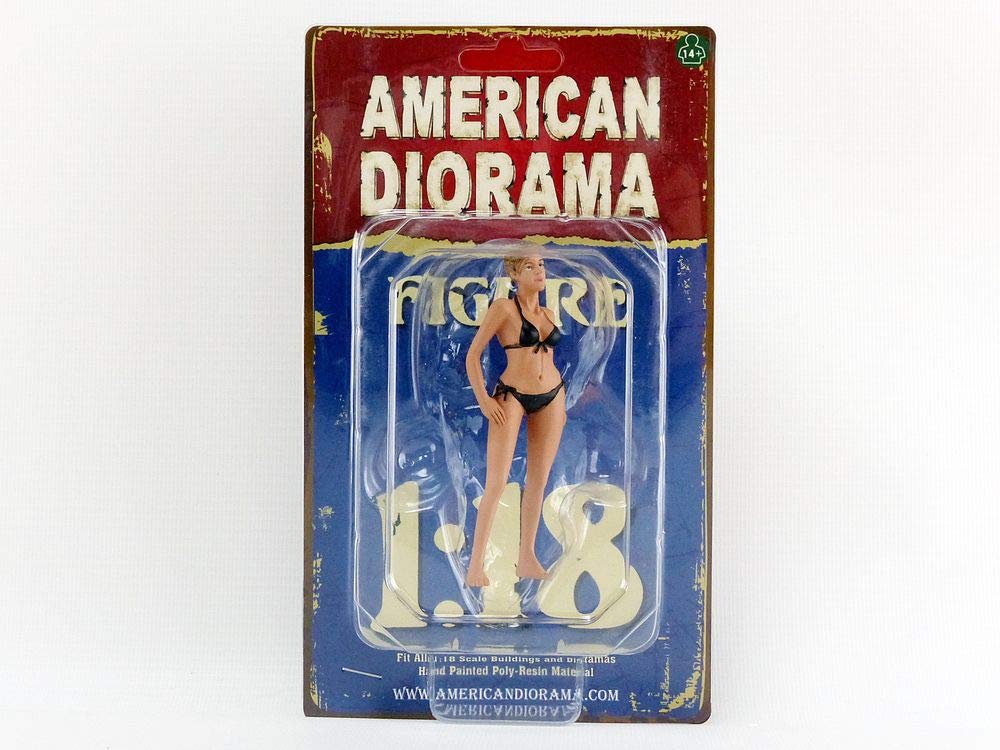 14+
AMERICAN
DIORAMA
FIGURE
1:18
Fit All 1:18 Scale Buildings and Dioramas
Hand Painted Poly-Resin Material
WWW.AMERICANDIORAMA.COM